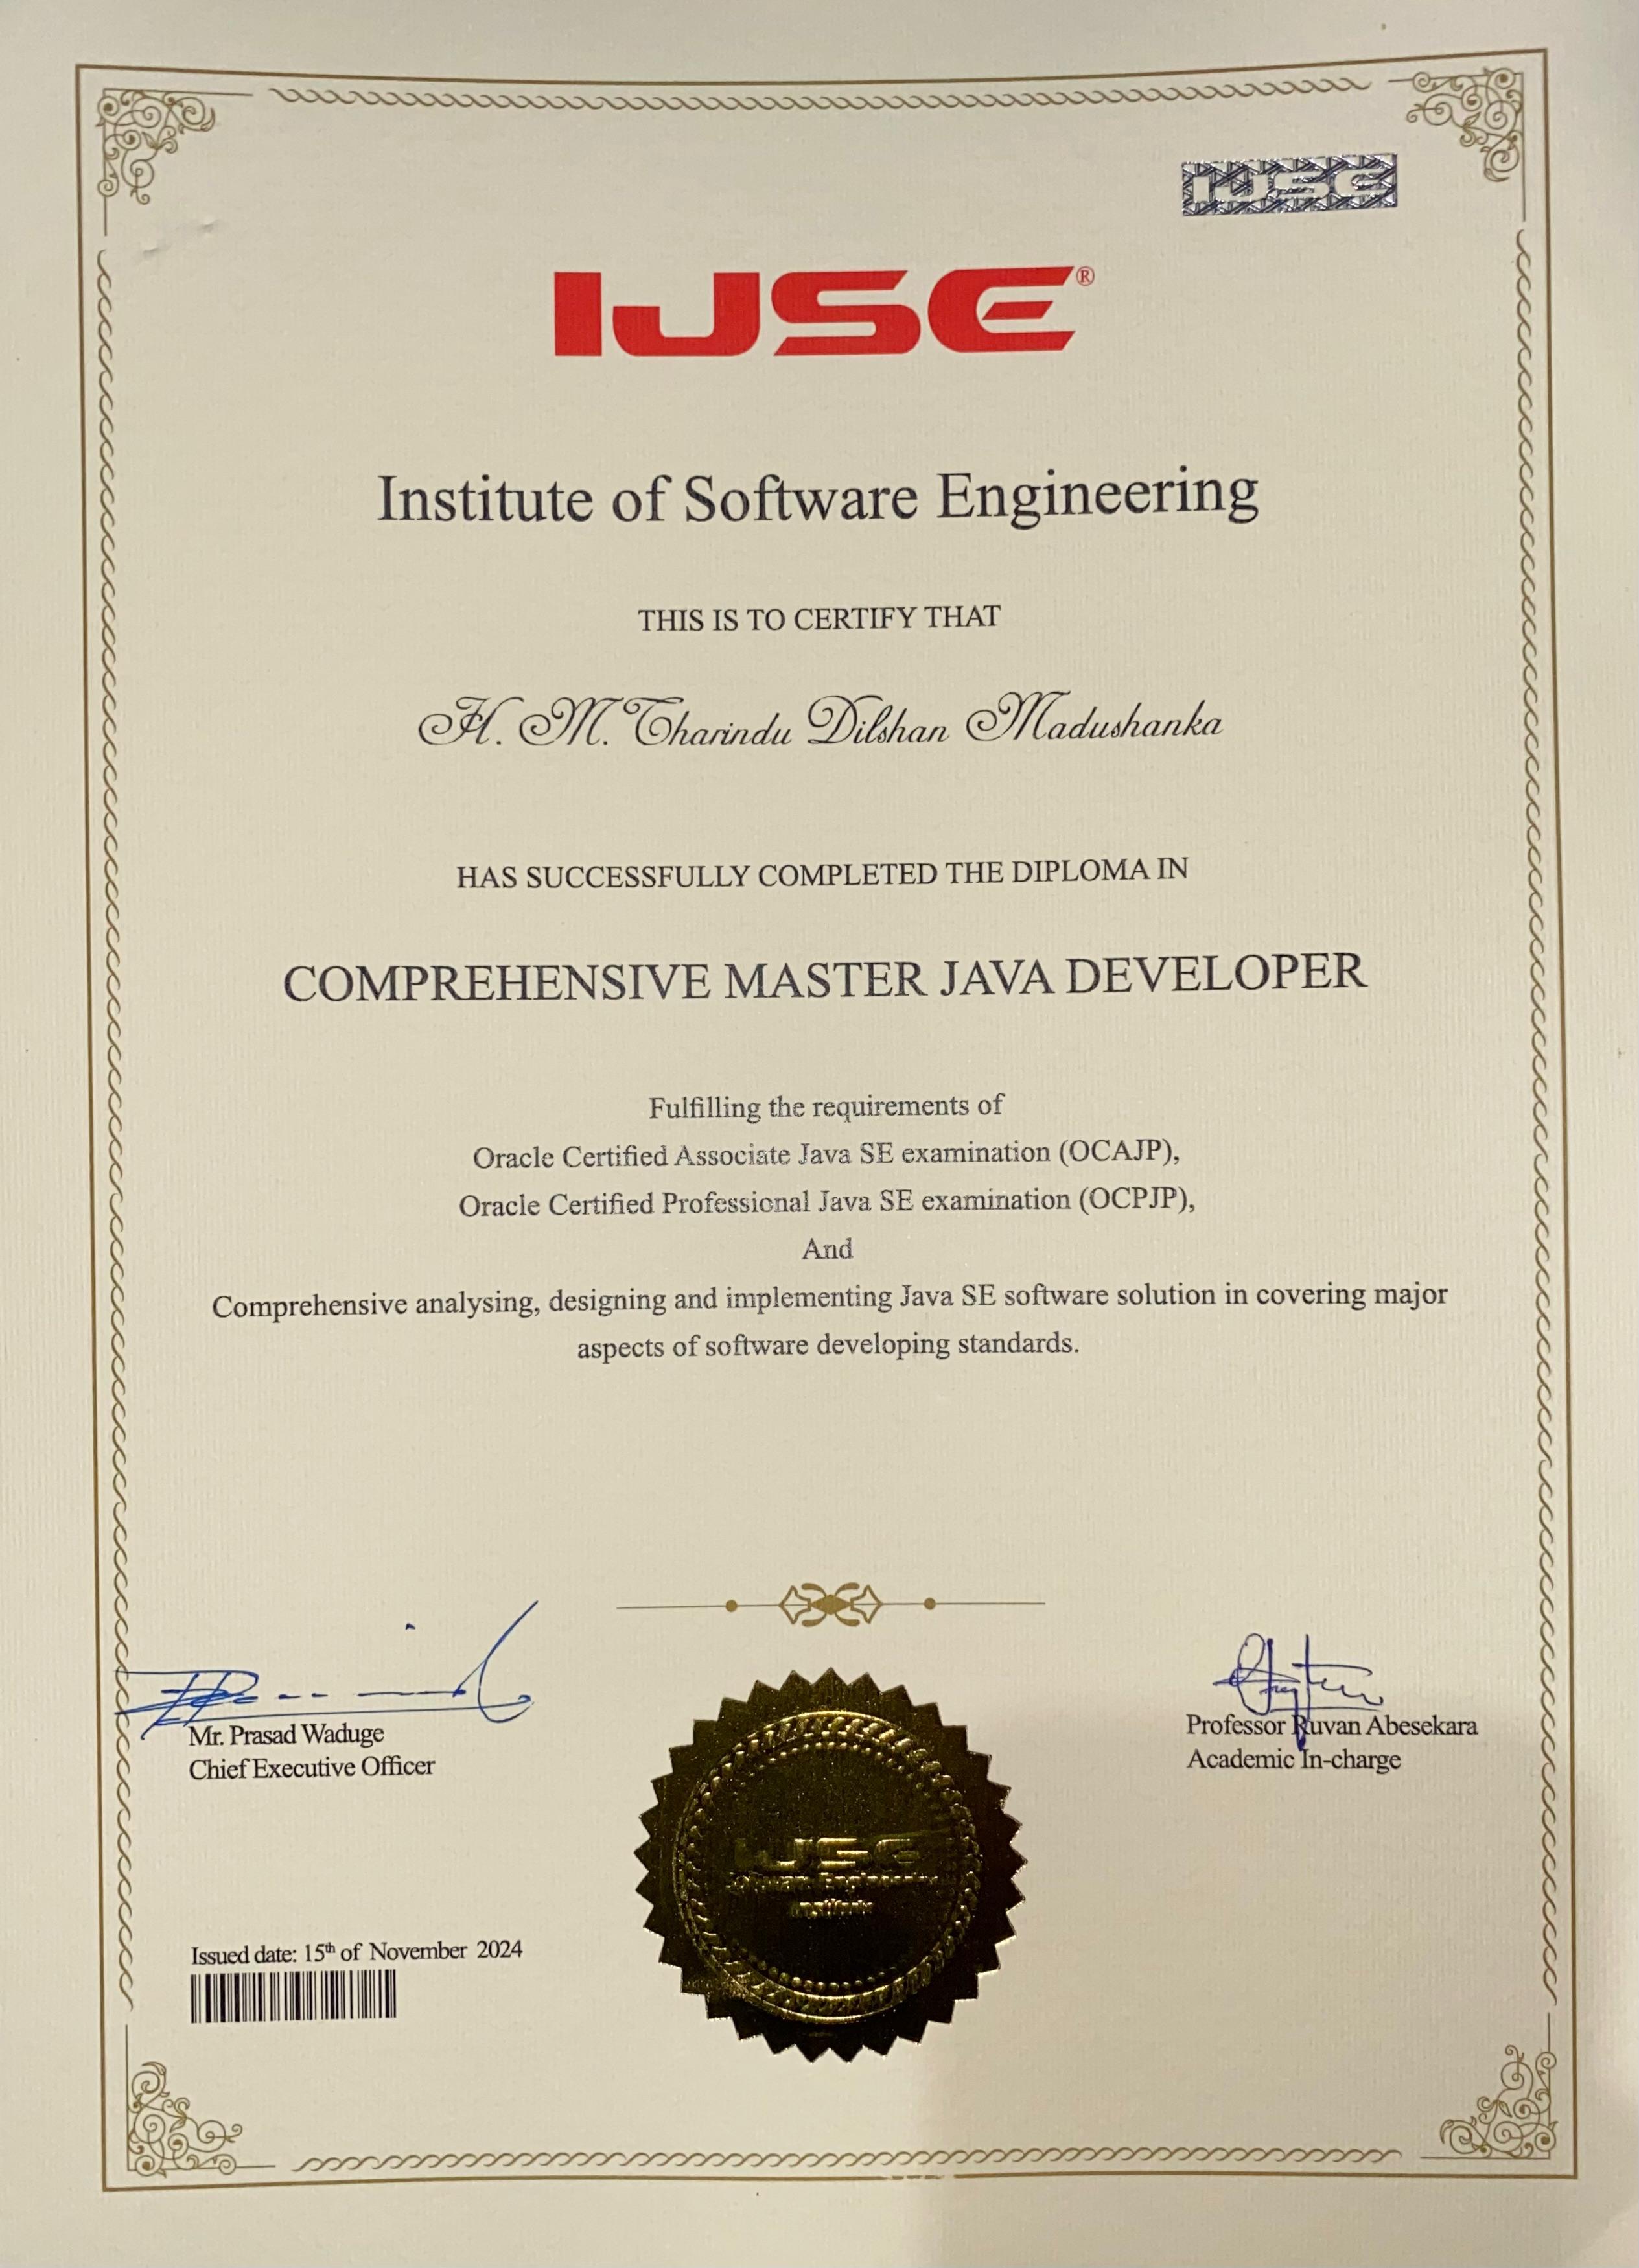 IJSE
IJSE®
Institute of Software Engineering
THIS IS TO CERTIFY THAT
H. M. Tharindu Dilshan Madushanka
HAS SUCCESSFULLY COMPLETED THE DIPLOMA IN
COMPREHENSIVE MASTER JAVA DEVELOPER
Fulfilling the requirements of
Oracle Certified Associate Java SE examination (OCAJP),
Oracle Certified Professional Java SE examination (OCPJP),
And
Comprehensive analysing, designing and implementing Java SE software solution in covering major
aspects of software developing standards.
Mr. Prasad Waduge
Chief Executive Officer
Professor Ruvan Abesekara
Academic In-charge
IJSE
Software Engineering
Institute
Issued date: 15th of November 2024